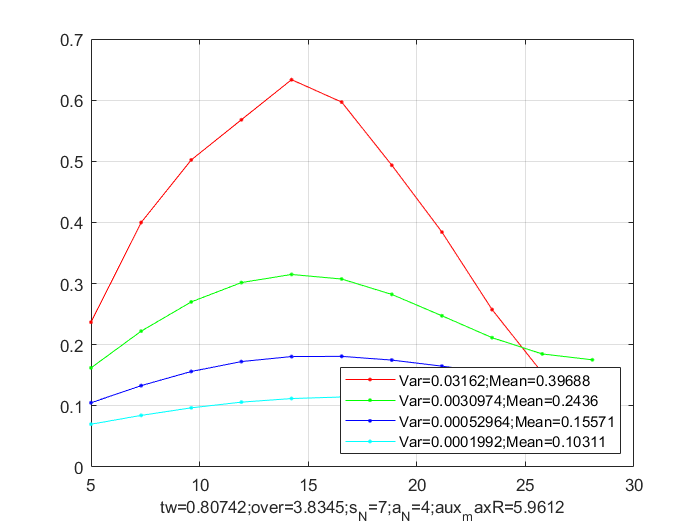 0.7
0.6
0.5
0.4
0.3
0.2
0.1
0
5 10 15 20 25 30
Var=0.03162;Mean=0.39688
Var=0.0030974;Mean=0.2436
Var=0.00052964;Mean=0.15571
Var=0.0001992;Mean=0.10311
tw=0.80742;over=3.8345;s_N=7;a_N=4;aux_maxR=5.9612